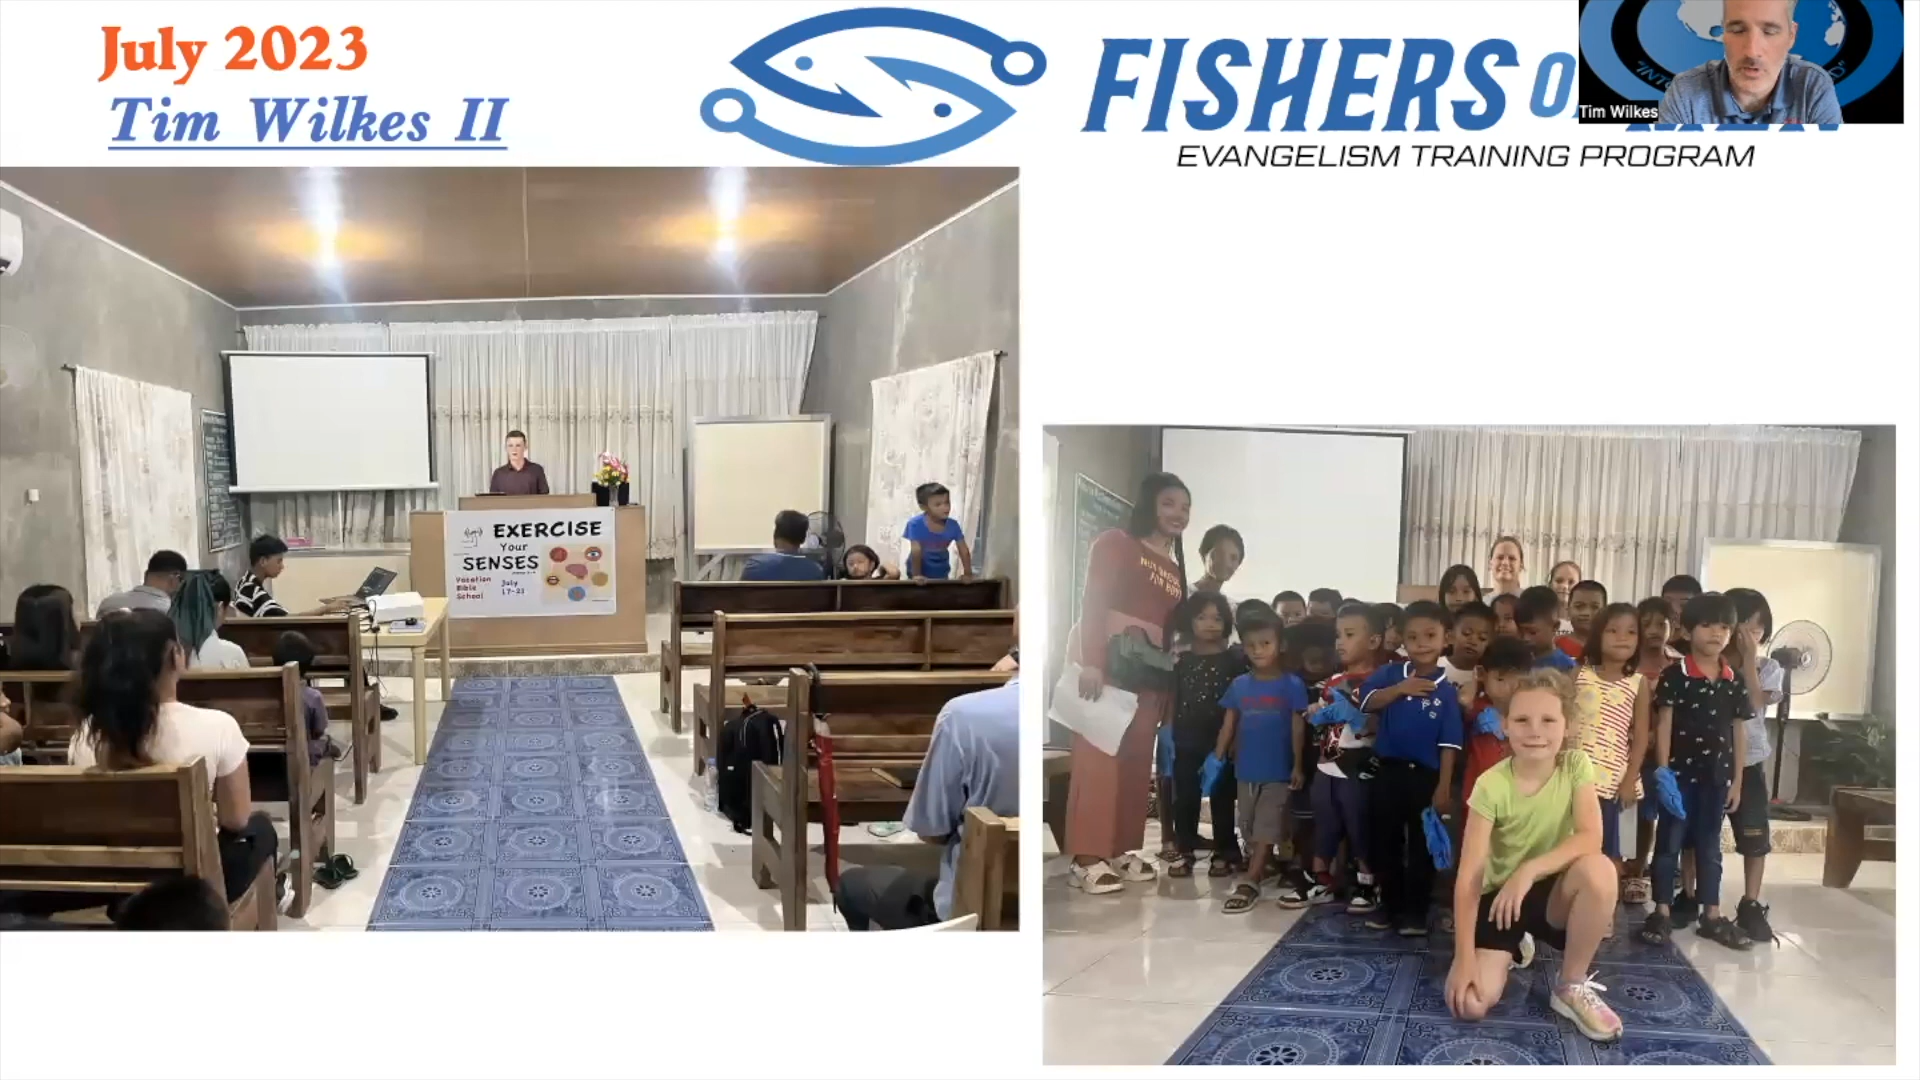 July 2023
Tim Wilkes II
FISHERS
EVANGELISM TRAINING PROGRAM
Tim Wilkes
EXERCISE
Your
SENSES
Vacation
Bible
School
July
17-21